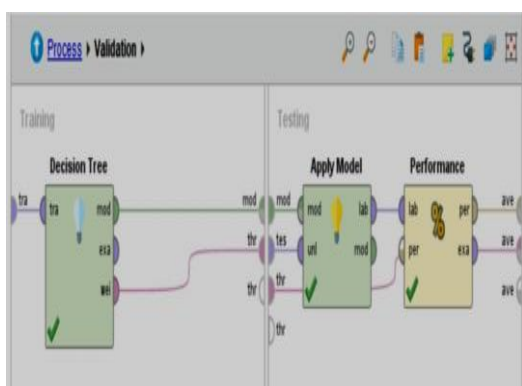 Process ▸ Validation ▸
Training
Testing
Decision Tree
Apply Model
Performance
tra
tra
mod
exa
wei
mod
thr
thr
mod
tes
thr
thr
mod
unl
lab
mod
lab
per
%
per
exa
ave
ave
ave